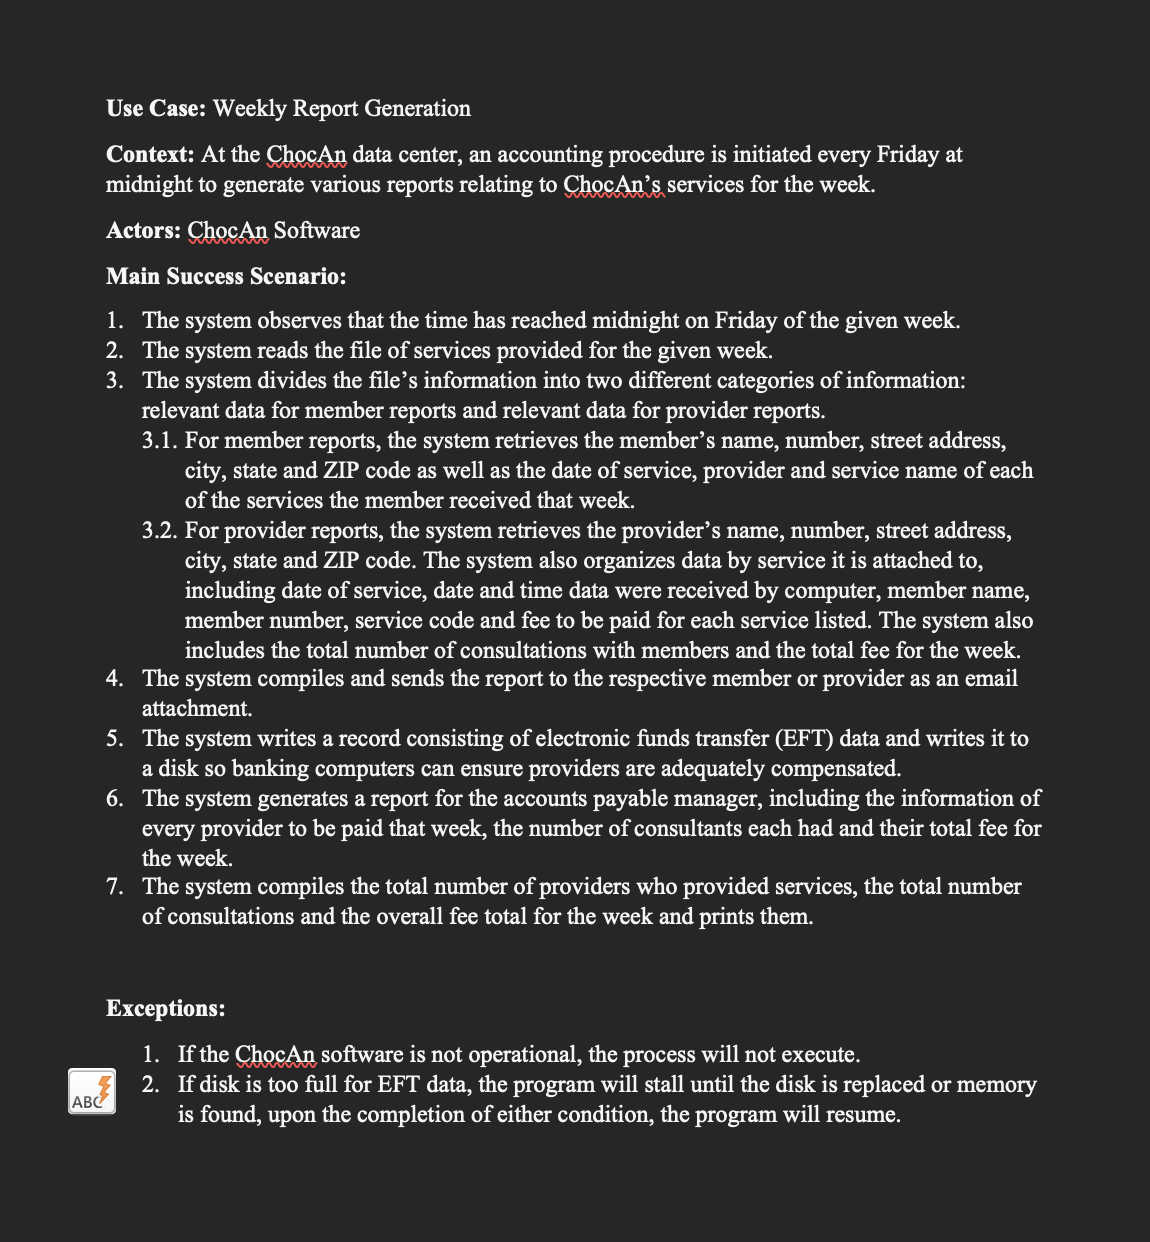 Use Case: Weekly Report Generation
Context: At the ChocAn data center, an accounting procedure is initiated every Friday at
midnight to generate various reports relating to ChocAn’s services for the week.
Actors: ChocAn Software
Main Success Scenario:
1. The system observes that the time has reached midnight on Friday of the given week.
2. The system reads the file of services provided for the given week.
3. The system divides the file’s information into two different categories of information:
relevant data for member reports and relevant data for provider reports.
3.1. For member reports, the system retrieves the member’s name, number, street address,
city, state and ZIP code as well as the date of service, provider and service name of each
of the services the member received that week.
3.2. For provider reports, the system retrieves the provider’s name, number, street address,
city, state and ZIP code. The system also organizes data by service it is attached to,
including date of service, date and time data were received by computer, member name,
member number, service code and fee to be paid for each service listed. The system also
includes the total number of consultations with members and the total fee for the week.
4. The system compiles and sends the report to the respective member or provider as an email
attachment.
5. The system writes a record consisting of electronic funds transfer (EFT) data and writes it to
a disk so banking computers can ensure providers are adequately compensated.
6. The system generates a report for the accounts payable manager, including the information of
every provider to be paid that week, the number of consultants each had and their total fee for
the week.
7. The system compiles the total number of providers who provided services, the total number
of consultations and the overall fee total for the week and prints them.
Exceptions:
1. If the ChocAn software is not operational, the process will not execute.
2. If disk is too full for EFT data, the program will stall until the disk is replaced or memory
is found, upon the completion of either condition, the program will resume.
ABC